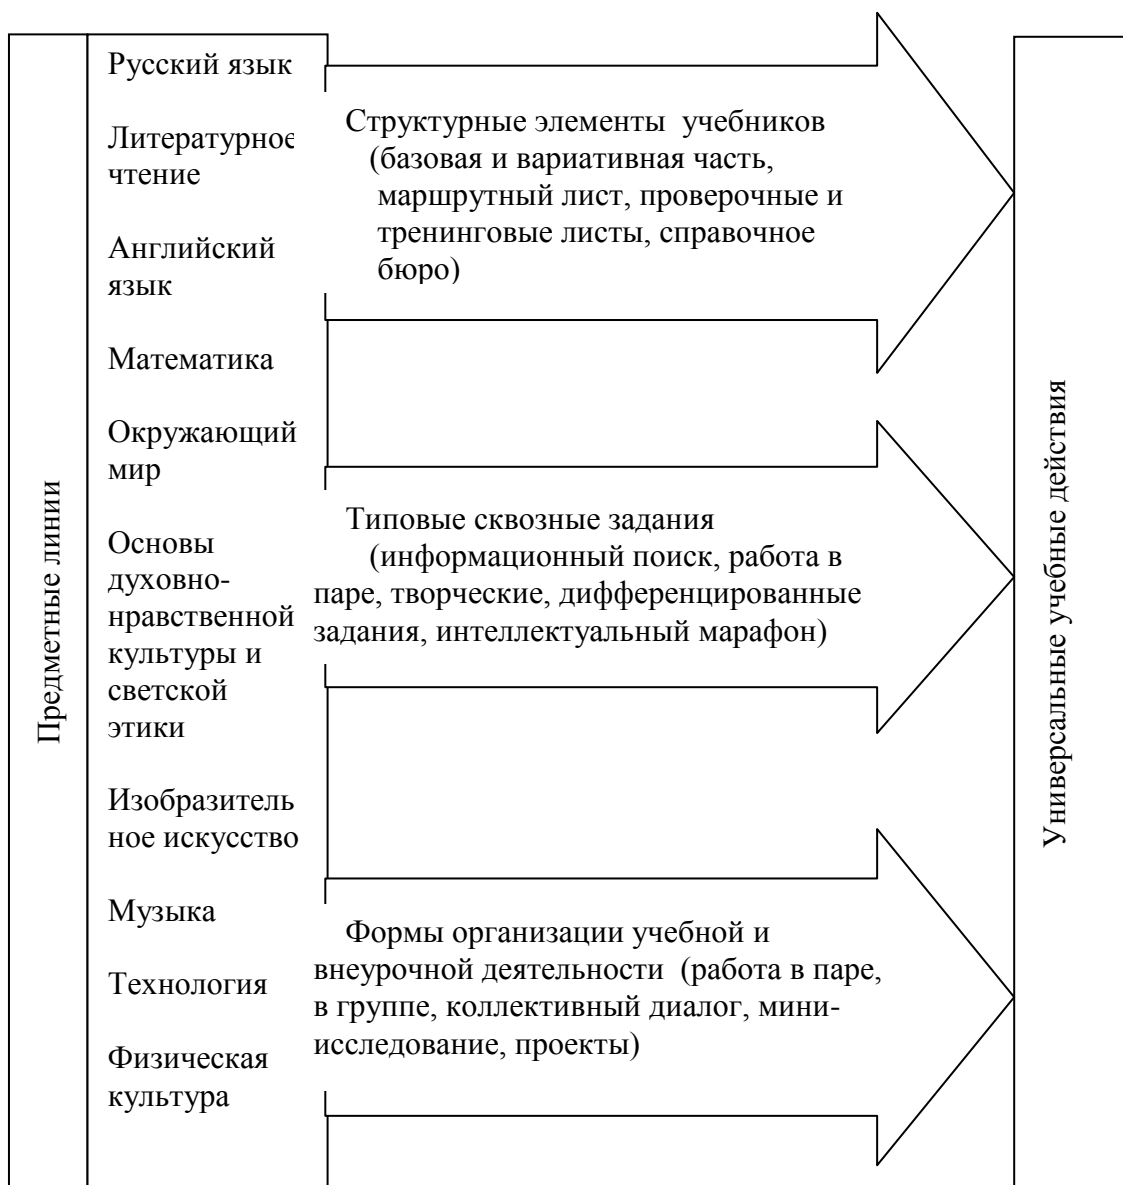 Предметные линии
Русский язык
Литературное
чтение
Английский
язык
Математика
Окружающий
мир
Основы
духовно-
нравственной
культуры и
светской
этики
Изобразитель
ное искусство
Музыка
Технология
Физическая
культура
Структурные элементы учебников
(базовая и вариативная часть,
маршрутный лист, проверочные и
тренинговые листы, справочное
бюро)
Типовые сквозные задания
(информационный поиск, работа в
паре, творческие, дифференцированные
задания, интеллектуальный марафон)
Формы организации учебной и
внеурочной деятельности (работа в паре,
в группе, коллективный диалог, мини-
исследование, проекты)
Универсальные учебные действия